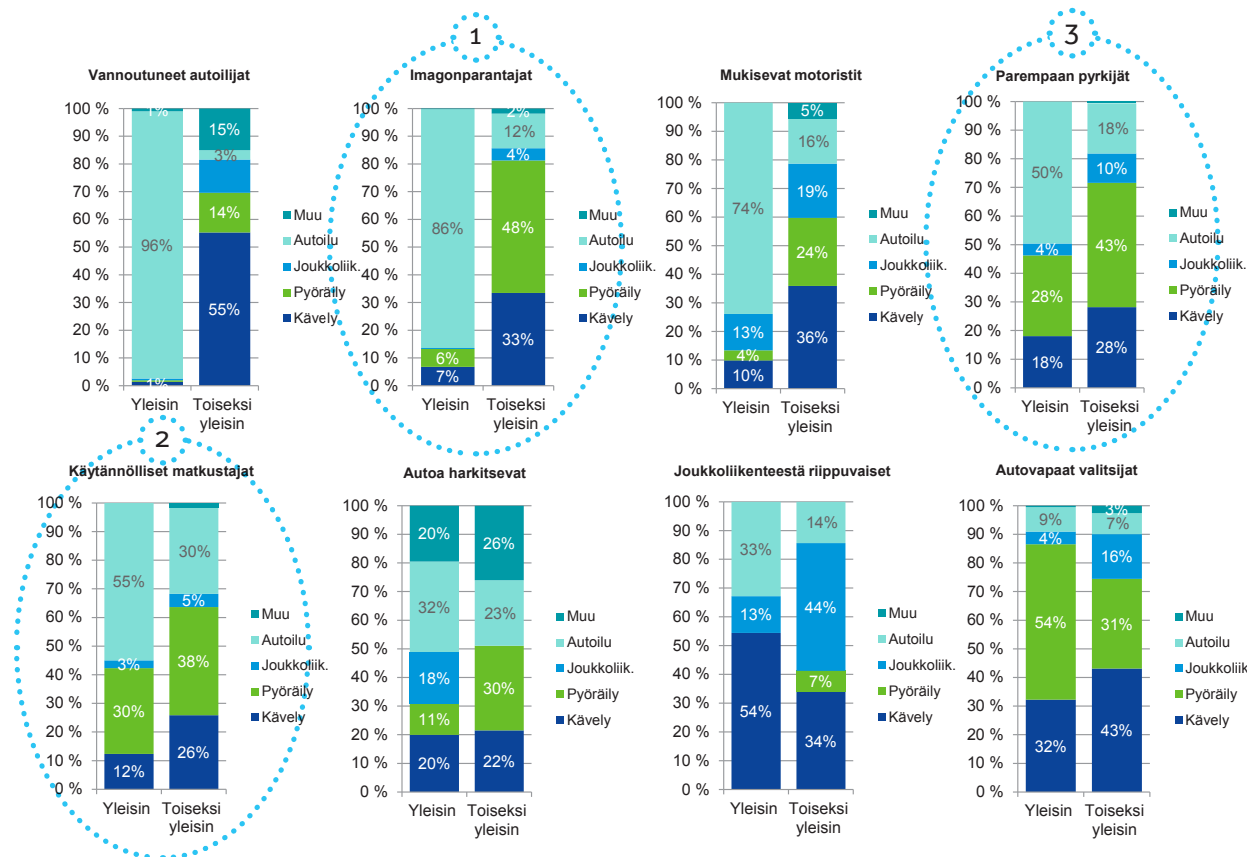 1
3
Vannoutuneet autoilijat
100 %
90 %
80 %
70 %
60 %
50 %
40 %
30 %
20 %
10 %
0 %
1%
96%
1%
15%
3%
14%
55%
Yleisin
Toiseksi
yleisin
Muu
Autoilu
Joukkoliik.
Pyöräily
Kävely
Imagonparantajat
100 %
90 %
80 %
70 %
60 %
50 %
40 %
30 %
20 %
10 %
0 %
86%
6%
7%
2%
12%
4%
48%
33%
Yleisin
Toiseksi
yleisin
Muu
Autoilu
Joukkoliik.
Pyöräily
Kävely
Mukisevat motoristit
100 %
90 %
80 %
70 %
60 %
50 %
40 %
30 %
20 %
10 %
0 %
74%
13%
4%
10%
5%
16%
19%
24%
36%
Yleisin
Toiseksi
yleisin
Muu
Autoilu
Joukkoliik.
Pyöräily
Kävely
Parempaan pyrkijät
100 %
90 %
80 %
70 %
60 %
50 %
40 %
30 %
20 %
10 %
0 %
50%
4%
28%
18%
18%
10%
43%
28%
Yleisin
Toiseksi
yleisin
Muu
Autoilu
Joukkoliik.
Pyöräily
Kävely
2
Käytännölliset matkustajat
100 %
90 %
80 %
70 %
60 %
50 %
40 %
30 %
20 %
10 %
0 %
55%
3%
30%
12%
30%
5%
38%
26%
Yleisin
Toiseksi
yleisin
Muu
Autoilu
Joukkoliik.
Pyöräily
Kävely
Autoa harkitsevat
100 %
90 %
80 %
70 %
60 %
50 %
40 %
30 %
20 %
10 %
0 %
20%
32%
18%
11%
20%
26%
23%
30%
22%
Yleisin
Toiseksi
yleisin
Muu
Autoilu
Joukkoliik.
Pyöräily
Kävely
Joukkoliikenteestä riippuvaiset
100 %
90 %
80 %
70 %
60 %
50 %
40 %
30 %
20 %
10 %
0 %
33%
13%
54%
14%
44%
7%
34%
Yleisin
Toiseksi
yleisin
Muu
Autoilu
Joukkoliik.
Pyöräily
Kävely
Autovapaat valitsijat
100 %
90 %
80 %
70 %
60 %
50 %
40 %
30 %
20 %
10 %
0 %
9%
4%
54%
32%
3%
7%
16%
31%
43%
Yleisin
Toiseksi
yleisin
Muu
Autoilu
Joukkoliik
Pyöräily
Kävely